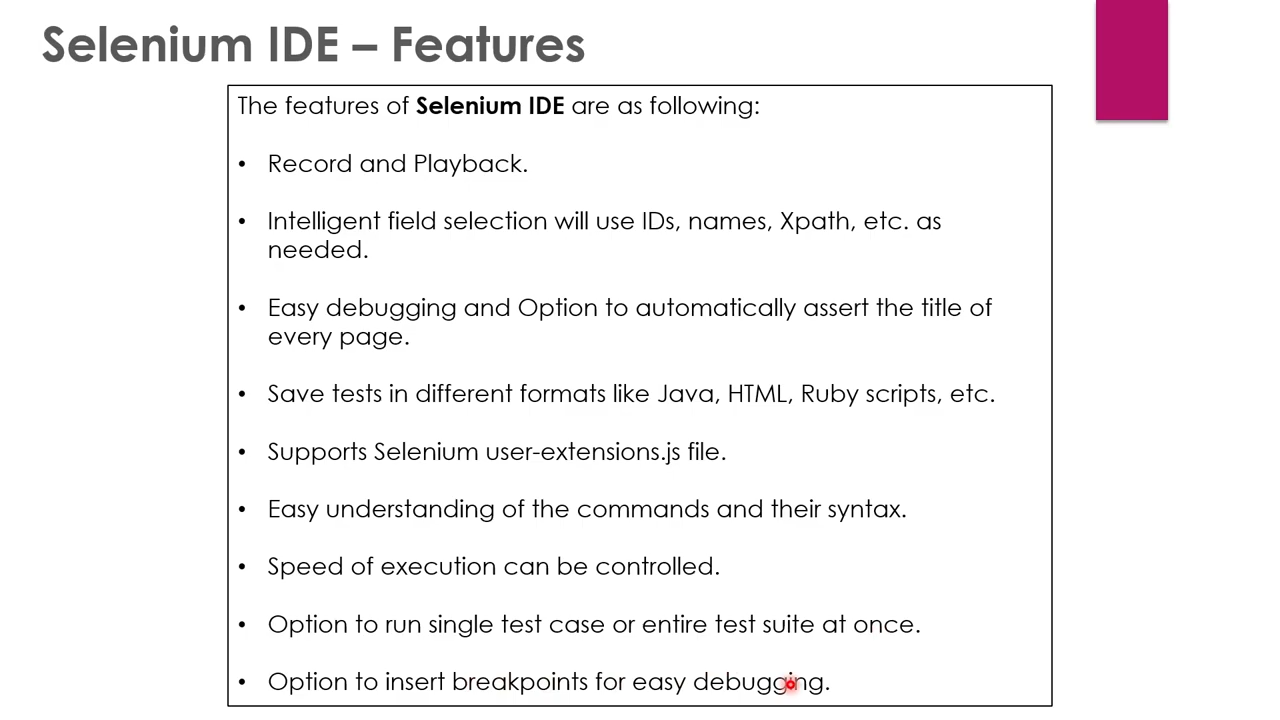 Selenium IDE – Features
The features of Selenium IDE are as following:
• Record and Playback.
• Intelligent field selection will use IDs, names, Xpath, etc. as
needed.
• Easy debugging and Option to automatically assert the title of
every page.
• Save tests in different formats like Java, HTML, Ruby scripts, etc.
• Supports Selenium user-extensions.js file.
• Easy understanding of the commands and their syntax.
• Speed of execution can be controlled.
• Option to run single test case or entire test suite at once.
• Option to insert breakpoints for easy debugging.